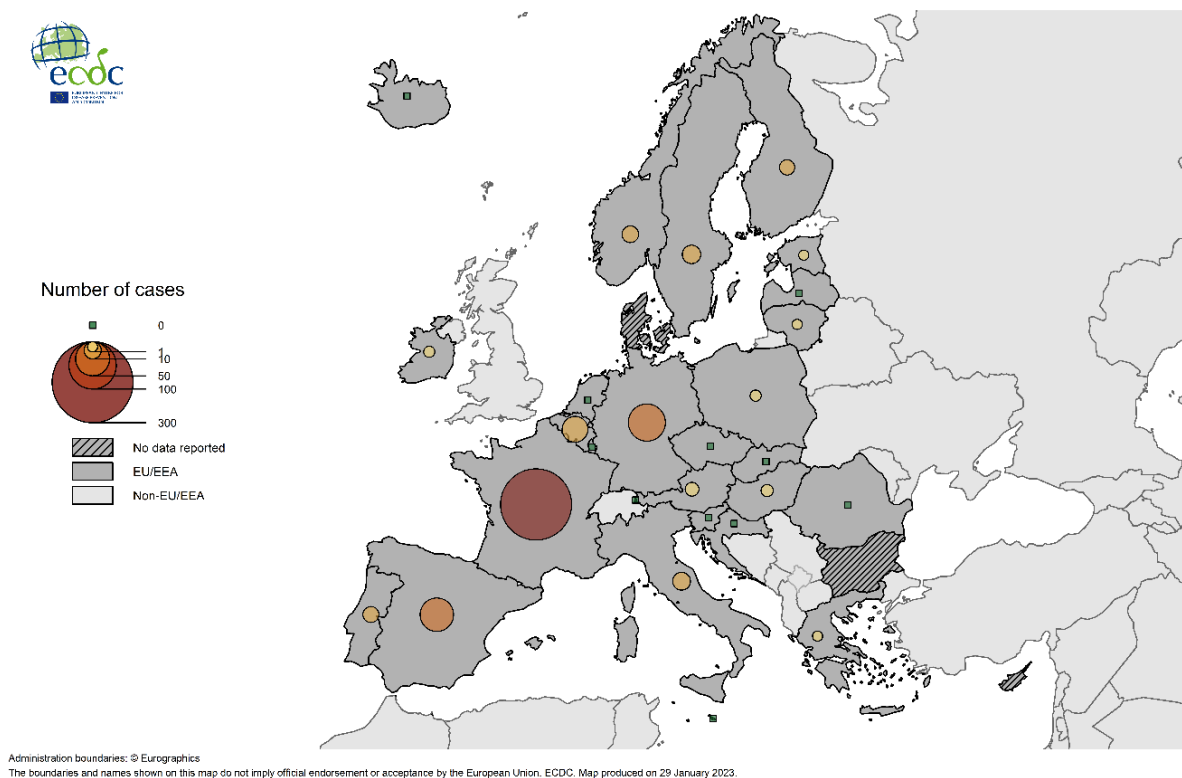 ecdc
Number of cases
0
1
10
50
100
300
No data reported
EU/EEA
Non-EU/EEA
Administration boundaries: © Eurographics
The boundaries and names shown on this map do not imply official endorsement or acceptance by the European Union. ECDC. Map produced on 29 January 2023.